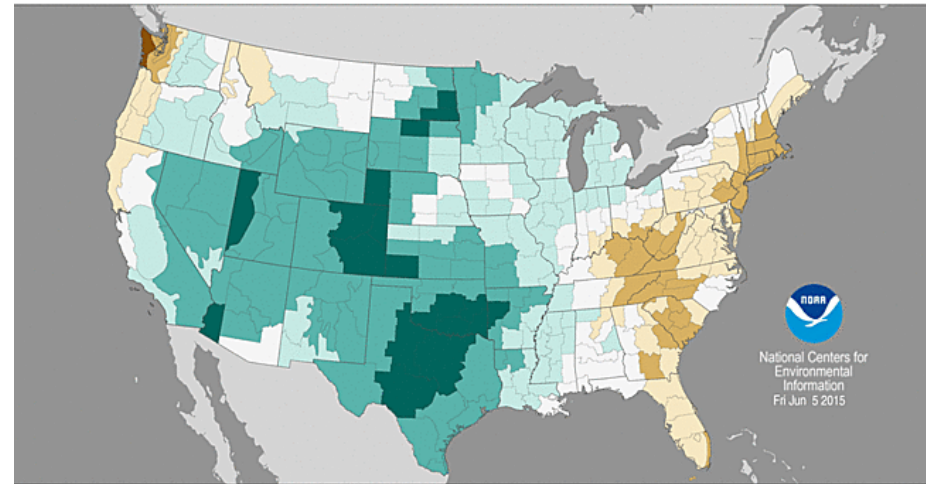 NOAA
National Centers for
Environmental
Information
Fri Jun 5 2015